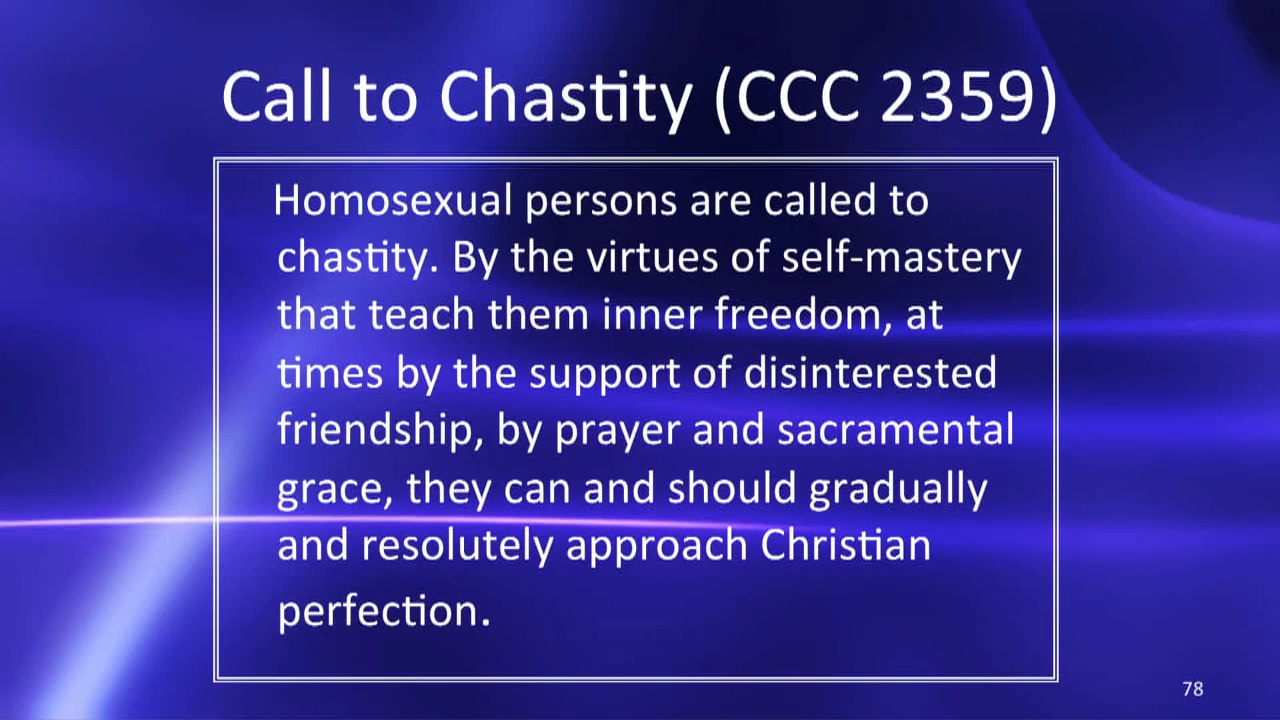 Call to Chastity (CCC 2359)
Homosexual persons are called to
chastity. By the virtues of self-mastery
that teach them inner freedom, at
times by the support of disinterested
friendship, by prayer and sacramental
grace, they can and should gradually
and resolutely approach Christian
perfection.
78